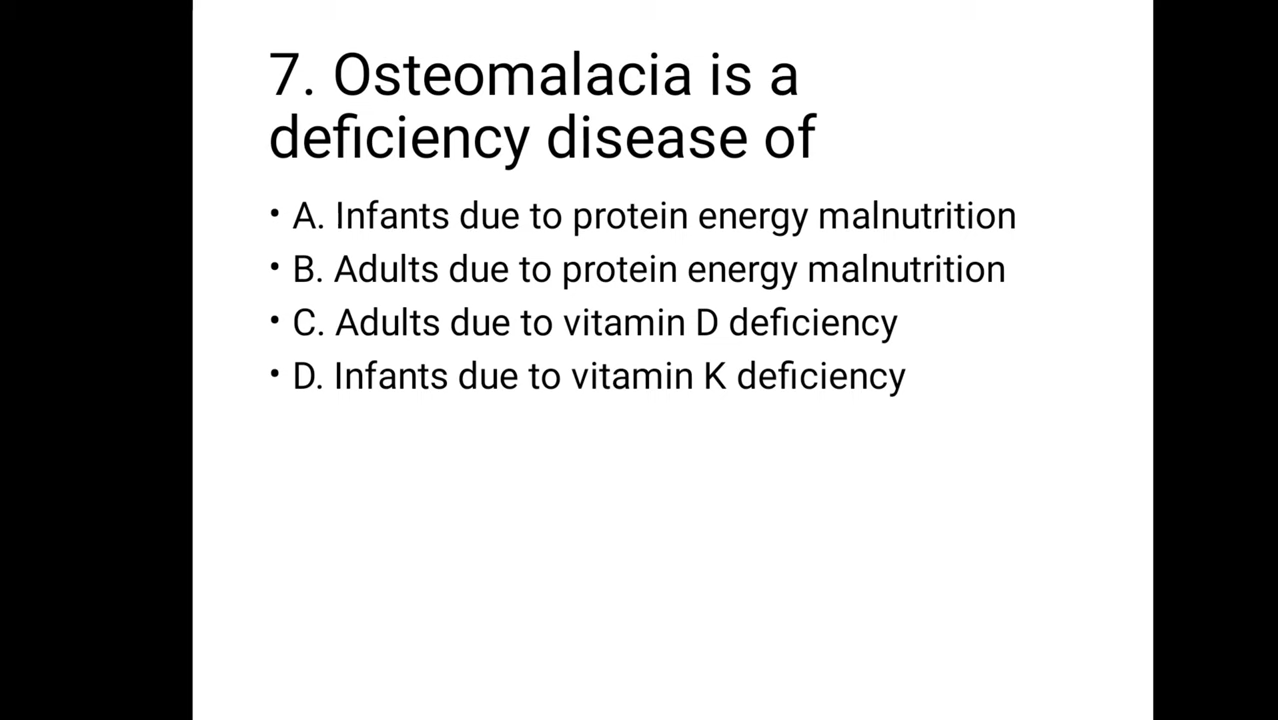 7. Osteomalacia is a
deficiency disease of
• A. Infants due to protein energy malnutrition
• B. Adults due to protein energy malnutrition
• C. Adults due to vitamin D deficiency
• D. Infants due to vitamin K deficiency